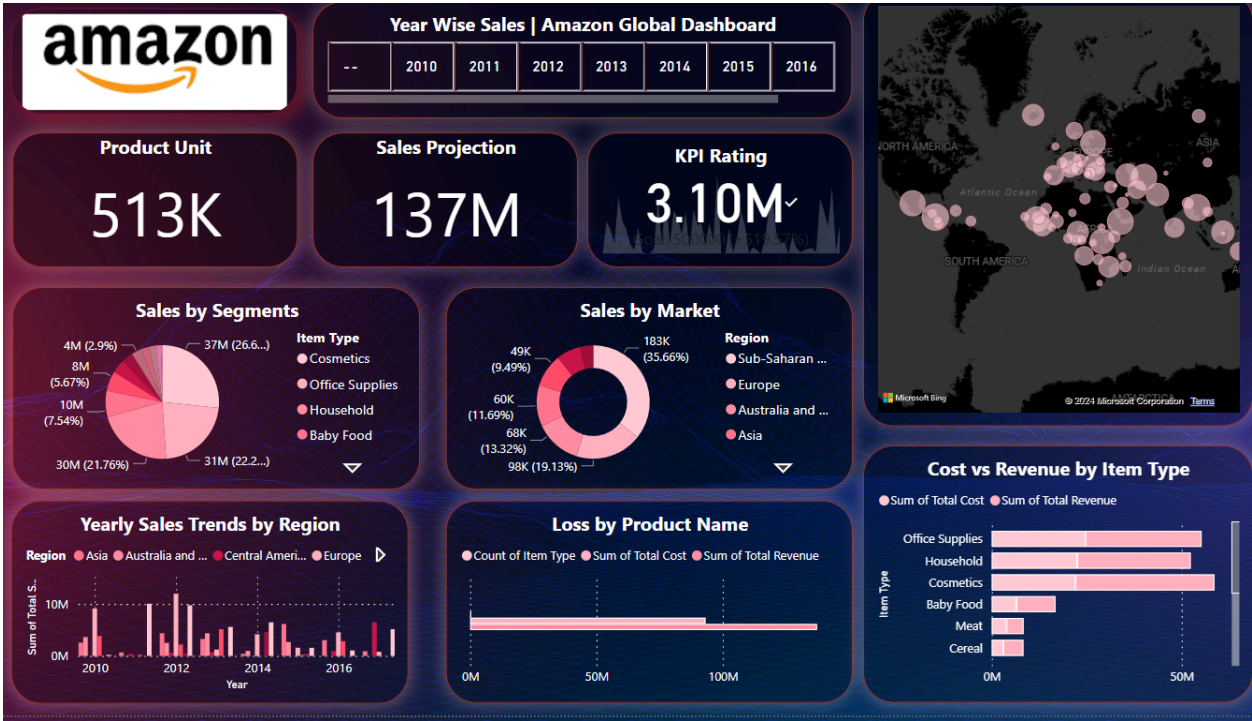 amazon
Year Wise Sales | Amazon Global Dashboard
--
2010
2011
2012
2013
2014
2015
2016
Product Unit
513K
Sales Projection
137M
KPI Rating
3.10M
NORTH AMERICA
EUROPE
ASIA
Atlantic Ocean
SOUTH AMERICA
Indian Ocean
Microsoft Bing
© 2024 Microsoft Corporation Terms
Sales by Segments
4M (2.9%)
37M (26.6...)
8M
(5.67%)
10M
(7.54%)
30M (21.76%)
31M (22.2...)
Item Type
Cosmetics
Office Supplies
Household
Baby Food
Sales by Market
183K
(35.66%)
49K
(9.49%)
60K
(11.69%)
68K
(13.32%)
98K (19.13%)
Region
Sub-Saharan ...
Europe
Australia and ...
Asia
Yearly Sales Trends by Region
Region Asia Australia and ... Central Ameri... Europe
Sum of Total S...
10M
0M
2010 2012 2014 2016
Year
Loss by Product Name
Count of Item Type Sum of Total Cost Sum of Total Revenue
0M 50M 100M
Cost vs Revenue by Item Type
Sum of Total Cost Sum of Total Revenue
Item Type
Office Supplies
Household
Cosmetics
Baby Food
Meat
Cereal
0M 50M